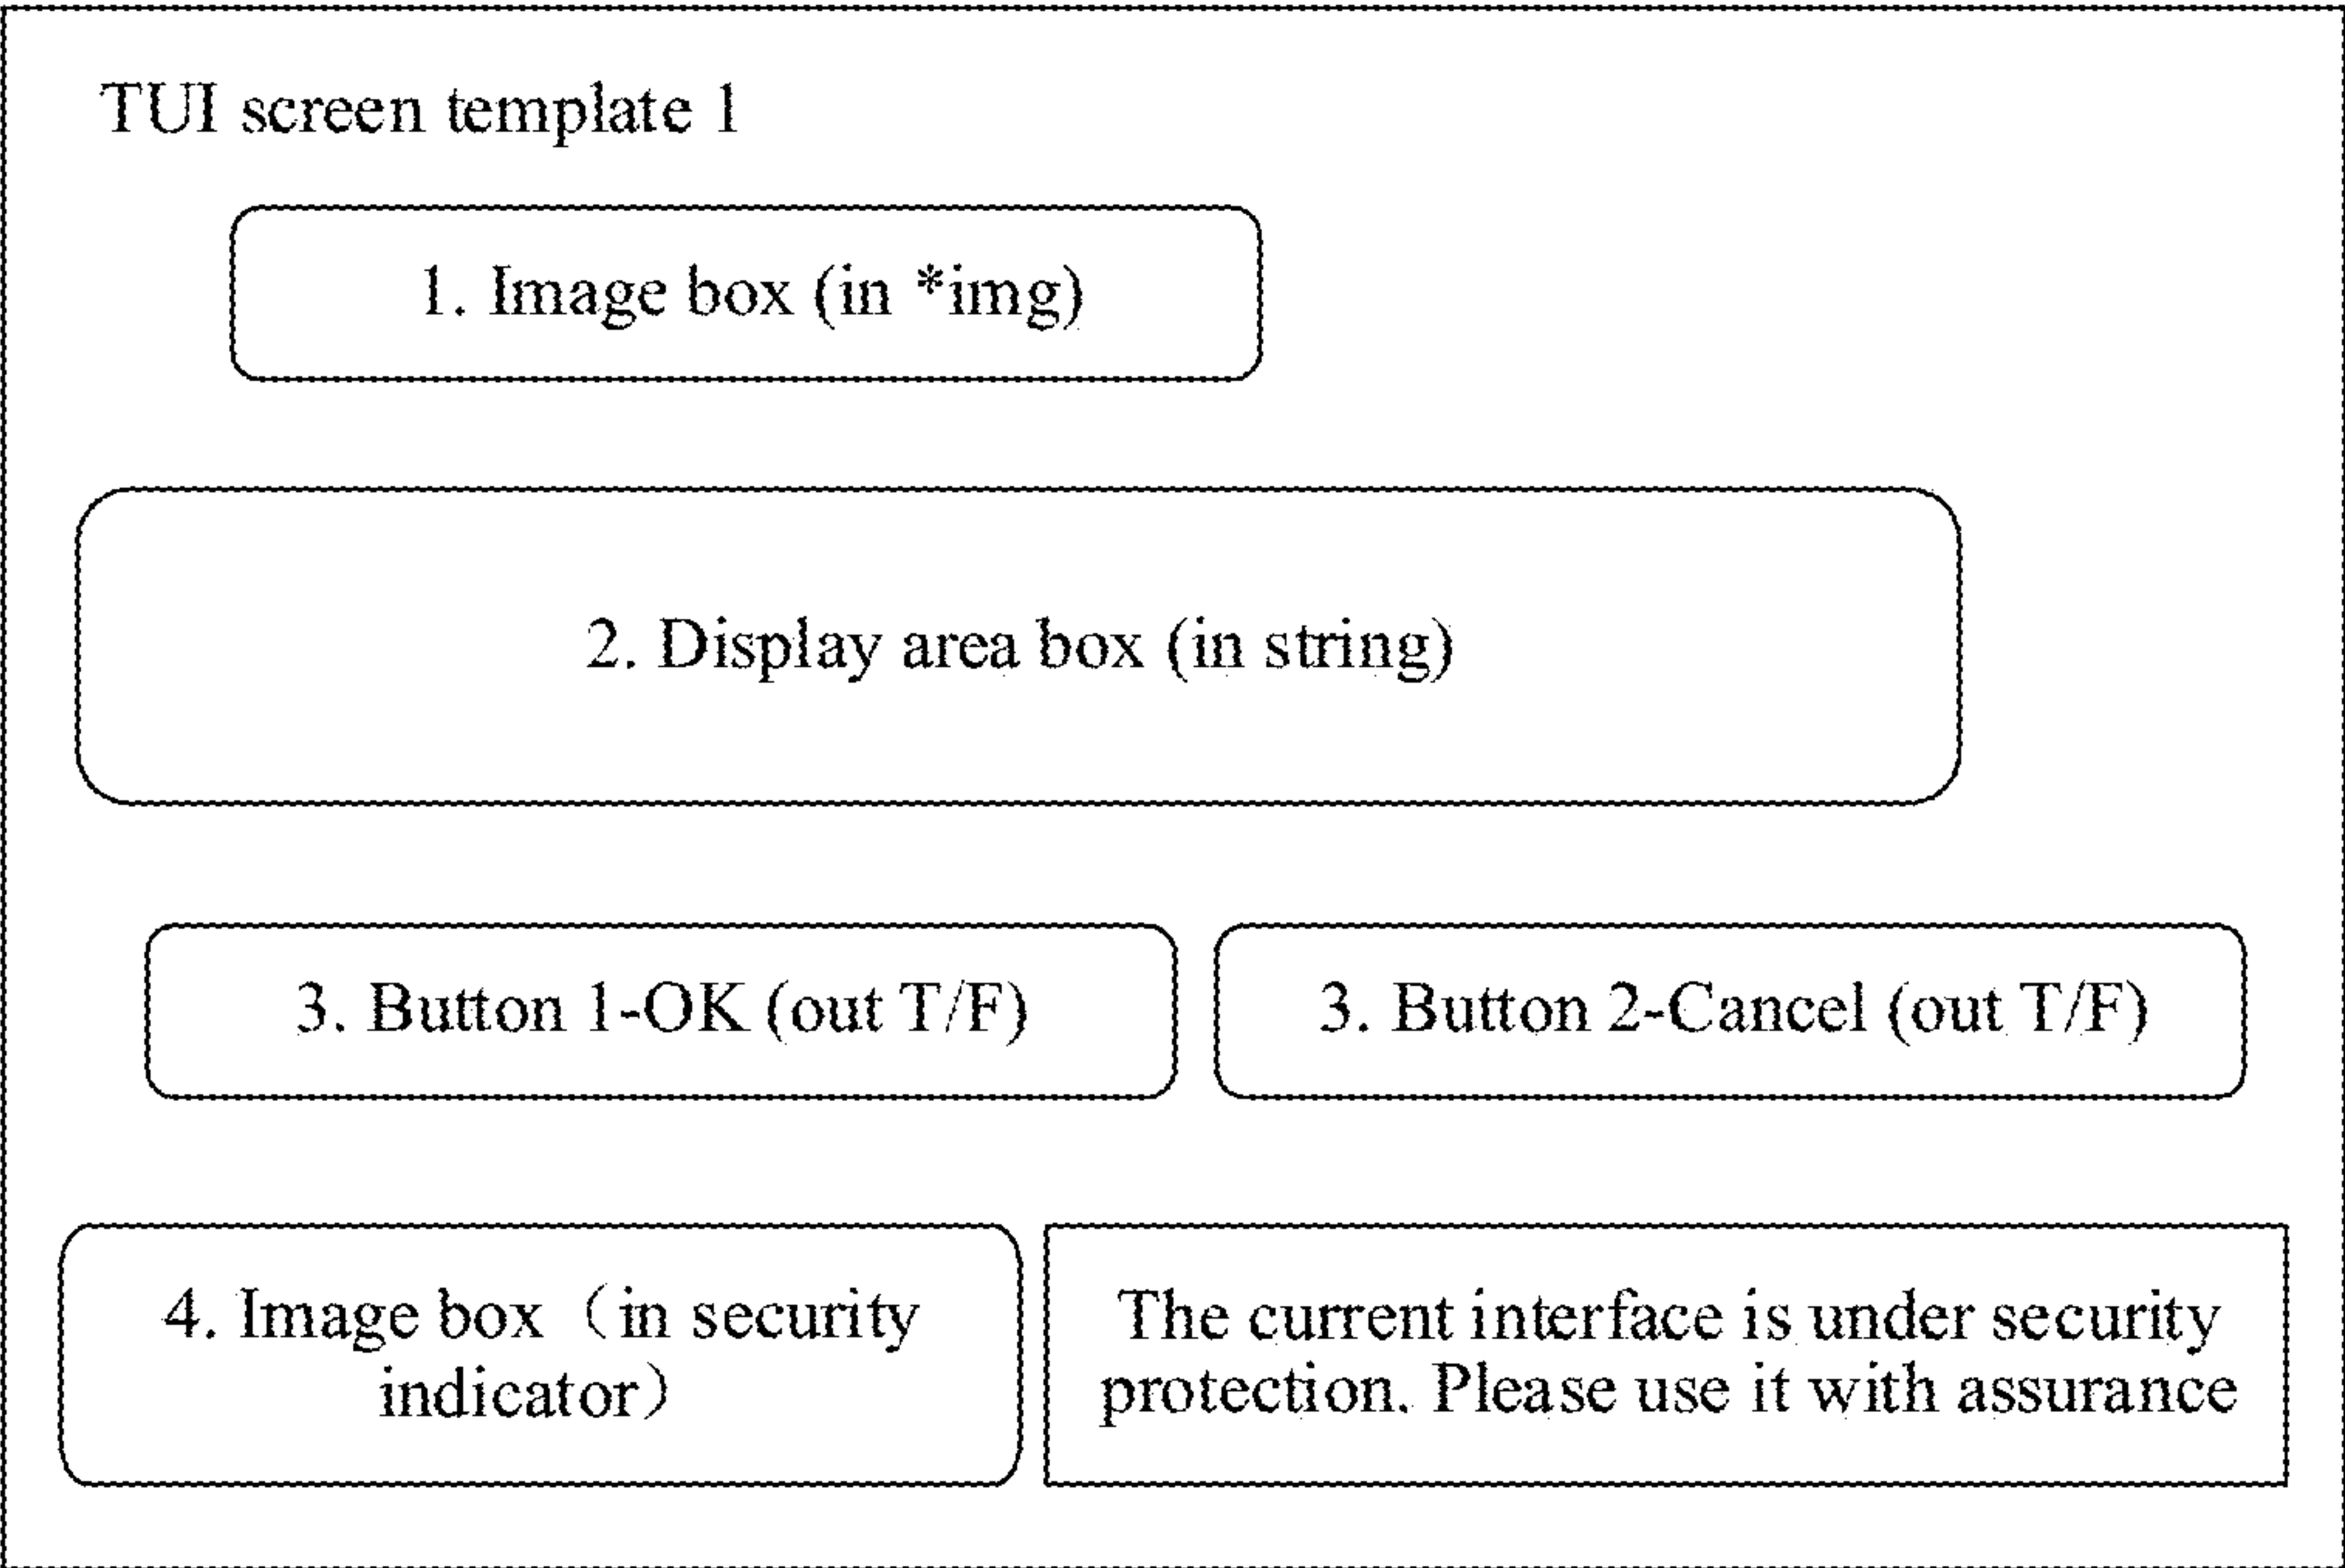 TUI screen template 1
1. Image box (in *img)
2. Display area box (in string)
3. Button 1-OK (out T/F)
3. Button 2-Cancel (out T/F)
4. Image box（in security
indicator）
The current interface is under security
protection. Please use it with assurance